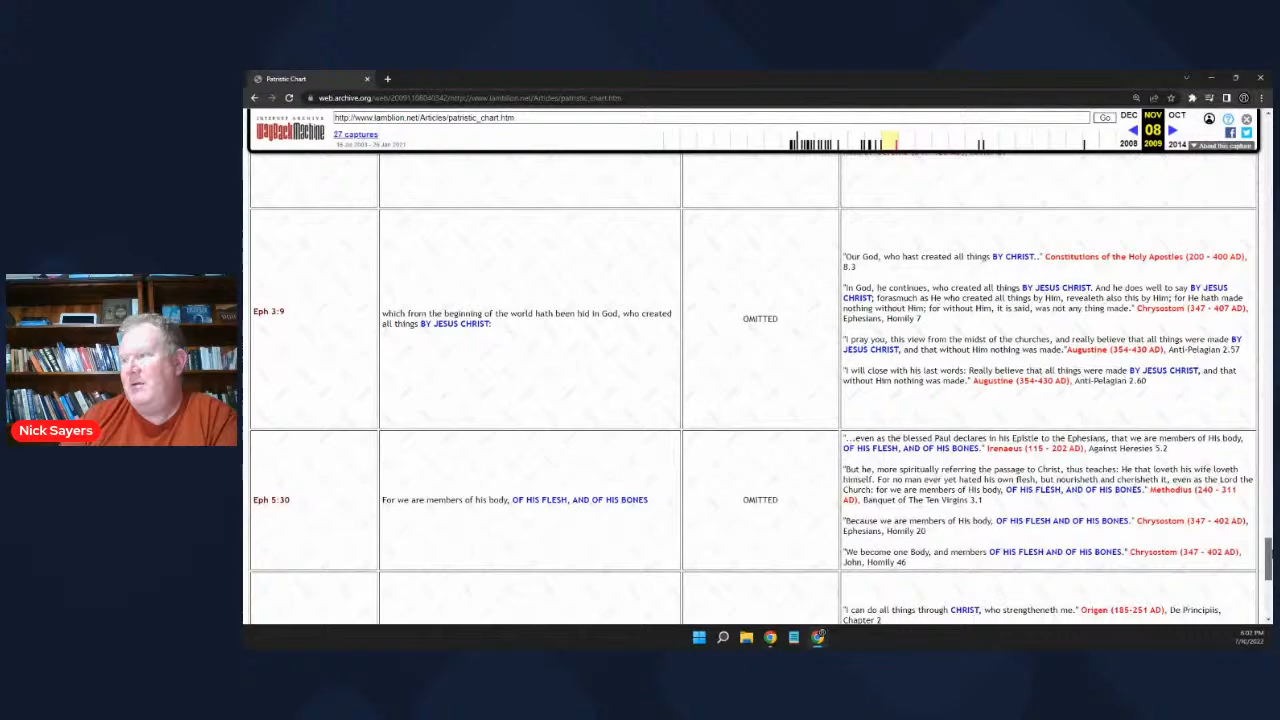 Patristic Chart
web.archive.org/web/20091108040342/http://www.lamblion.net/Articles/patristic_chart.htm
INTERNET ARCHIVE
WayBackMachine
http://www.lamblion.net/Articles/patristic_chart.htm
Go
DEC
NOV
OCT
27 captures
08
16 Jul 2003 - 26 Jan 2021
2008
2009
2014
About this capture
Eph 3:9
which from the beginning of the world hath been hid in God, who created
all things BY JESUS CHRIST:
OMITTED
"Our God, who hast created all things BY CHRIST.." Constitutions of the Holy Apostles (200 - 400 AD),
8.3
"In God, he continues, who created all things BY JESUS CHRIST. And he does well to say BY JESUS
CHRIST; forasmuch as He who created all things by Him, revealeth also this by Him; for He hath made
nothing without Him; for without Him, it is said, was not any thing made." Chrysostom (347 - 407 AD),
Ephesians, Homily 7
"I pray you, this view from the midst of the churches, and really believe that all things were made BY
JESUS CHRIST, and that without Him nothing was made."Augustine (354-430 AD), Anti-Pelagian 2.57
"I will close with his last words: Really believe that all things were made BY JESUS CHRIST, and that
without Him nothing was made." Augustine (354-430 AD), Anti-Pelagian 2.60
Eph 5:30
For we are members of his body, OF HIS FLESH, AND OF HIS BONES
OMITTED
"...even as the blessed Paul declares in his Epistle to the Ephesians, that we are members of His body,
OF HIS FLESH, AND OF HIS BONES." Irenaeus (115 - 202 AD), Against Heresies 5.2
"But he, more spiritually referring the passage to Christ, thus teaches: He that loveth his wife loveth
himself. For no man ever yet hated his own flesh, but nourisheth and cherisheth it, even as the Lord the
Church: for we are members of His body, OF HIS FLESH, AND OF HIS BONES." Methodius (240 - 311
AD), Banquet of The Ten Virgins 3.1
"Because we are members of His body, OF HIS FLESH AND OF HIS BONES." Chrysostom (347 - 402 AD),
Ephesians, Homily 20
"We become one Body, and members OF HIS FLESH AND OF HIS BONES." Chrysostom (347 - 402 AD),
John, Homily 46
"I can do all things through CHRIST, who strengtheneth me." Origen (185-251 AD), De Principiis,
Chapter 2
Nick Sayers
6:02 PM
7/10/2022